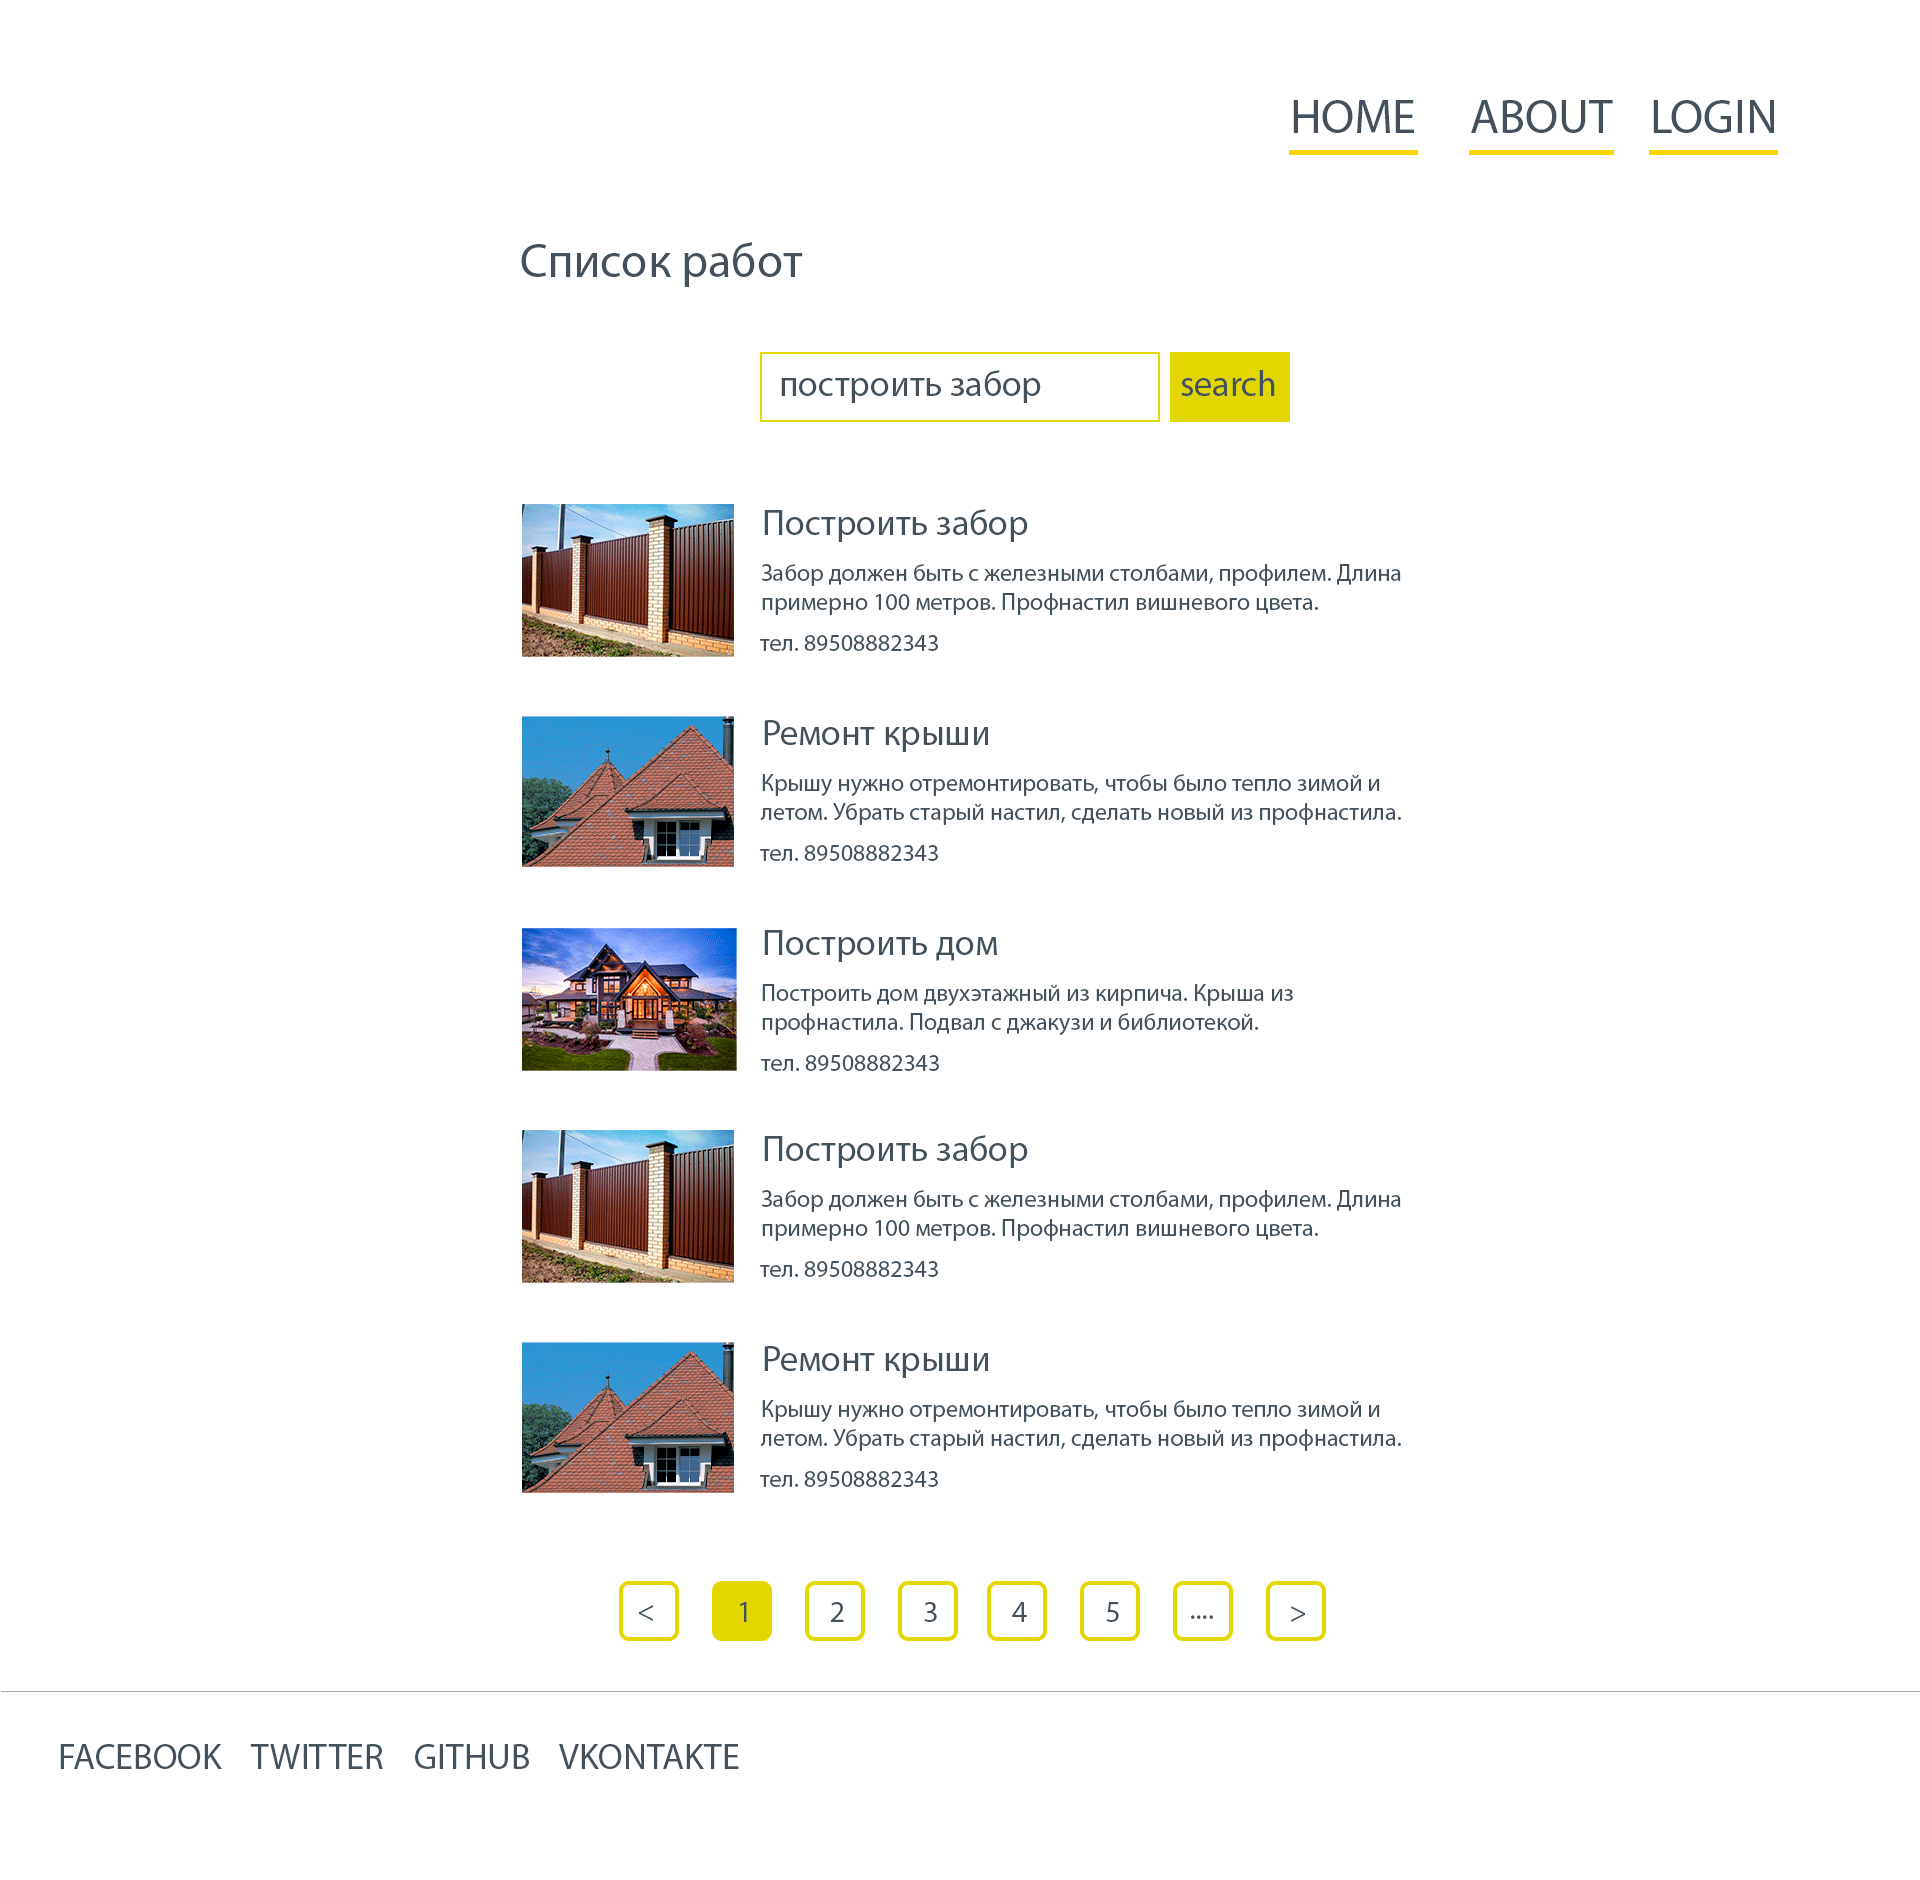 HOME ABOUT LOGIN
Список работ
построить забор search
Построить забор
Забор должен быть с железными столбами, профилем. Длина
примерно 100 метров. Профнастил вишневого цвета.
тел. 89508882343
Ремонт крыши
Крышу нужно отремонтировать, чтобы было тепло зимой и
летом. Убрать старый настил, сделать новый из профнастила.
тел. 89508882343
Построить дом
Построить дом двухэтажный из кирпича. Крыша из
профнастила. Подвал с джакузи и библиотекой.
тел. 89508882343
Построить забор
Забор должен быть с железными столбами, профилем. Длина
примерно 100 метров. Профнастил вишневого цвета.
тел. 89508882343
Ремонт крыши
Крышу нужно отремонтировать, чтобы было тепло зимой и
летом. Убрать старый настил, сделать новый из профнастила.
тел. 89508882343
< 1 2 3 4 5 .... >
FACEBOOK TWITTER GITHUB VKONTAKTE